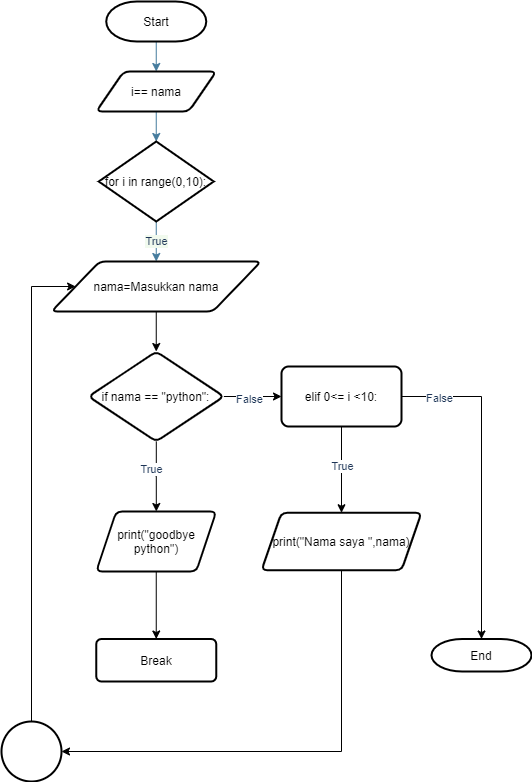 Start
i== nama
for i in range(0,10):
True
nama=Masukkan nama
if nama == "python":
False
elif 0<= i <10:
False
True
True
print("goodbye
python")
print("Nama saya ",nama)
Break
End